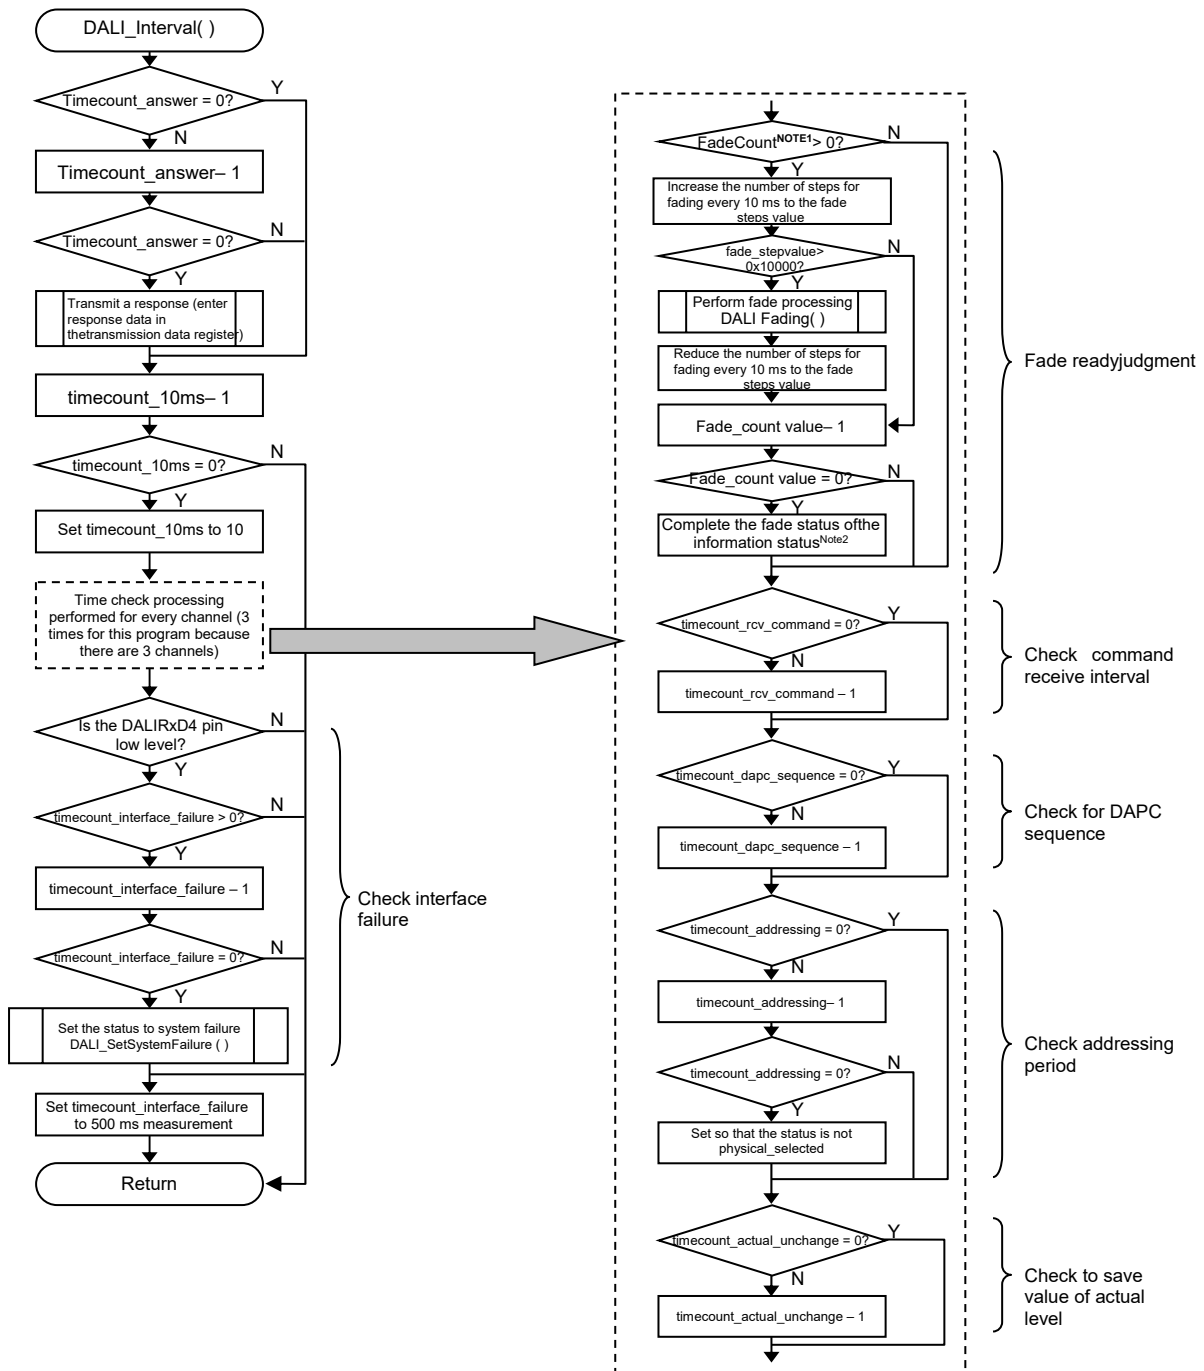 DALI_Interval( )
Timecount_answer = 0?
Y
N
Timecount_answer– 1
Timecount_answer = 0?
N
Y
Transmit a response (enter
response data in
thetransmission data register)
timecount_10ms– 1
timecount_10ms = 0?
N
Y
Set timecount_10ms to 10
Time check processing
performed for every channel (3
times for this program because
there are 3 channels)
Is the DALIRxD4 pin
low level?
N
Y
timecount_interface_failure > 0?
N
Y
timecount_interface_failure – 1
timecount_interface_failure = 0?
N
Y
Set the status to system failure
DALI_SetSystemFailure ( )
Set timecount_interface_failure
to 500 ms measurement
Return
Check interface
failure
FadeCountNOTE1> 0?
N
Y
Increase the number of steps for
fading every 10 ms to the fade
steps value
fade_stepvalue>
0x10000?
N
Y
Perform fade processing
DALI Fading( )
Reduce the number of steps for
fading every 10 ms to the fade
steps value
Fade_count value– 1
Fade_count value = 0?
N
Y
Complete the fade status ofthe
information statusNote2
Fade readyjudgment
timecount_rcv_command = 0?
Y
N
timecount_rcv_command – 1
Check command
receive interval
timecount_dapc_sequence = 0?
Y
N
timecount_dapc_sequence – 1
Check for DAPC
sequence
timecount_addressing = 0?
Y
N
timecount_addressing– 1
timecount_addressing = 0?
N
Y
Set so that the status is not
physical_selected
Check addressing
period
timecount_actual_unchange = 0?
Y
N
timecount_actual_unchange – 1
Check to save
value of actual
level